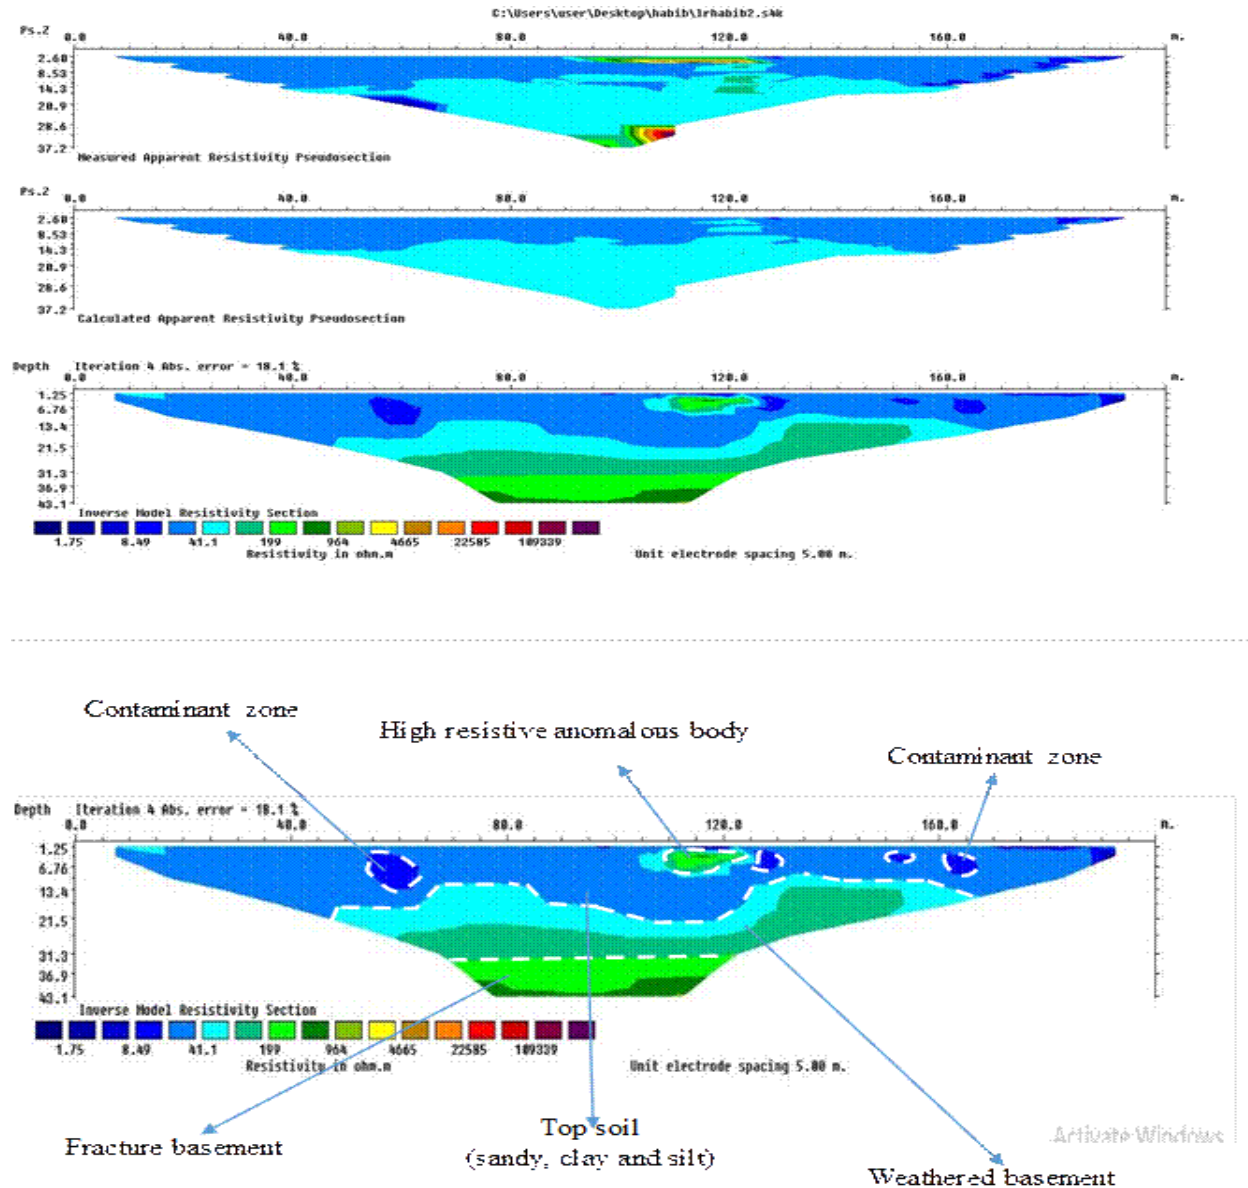 C:\Users\user\Desktop\habib\lrhabib2.s4k
Ps.Z 0.0 40.0 80.0 120.0 160.0 m.
2.60
8.53
14.3
20.9
28.6
37.2
Measured Apparent Resistivity Pseudosection
Ps.Z 0.0 40.0 80.0 120.0 160.0 m.
2.60
8.53
14.3
20.9
28.6
37.2
Calculated Apparent Resistivity Pseudosection
Depth Iteration 4 Abs. error = 18.1 %
0.0 40.0 80.0 120.0 160.0 m.
1.25
6.76
13.4
21.5
31.3
36.9
43.1
Inverse Model Resistivity Section
1.75 8.49 41.1 199 964 4665 22585 109339
Resistivity in ohm.m Unit electrode spacing 5.00 m.
Contaminant zone
High resistive anomalous body
Contaminant zone
Depth Iteration 4 Abs. error = 18.1 %
0.0 40.0 80.0 120.0 160.0 m.
1.25
6.76
13.4
21.5
31.3
36.9
43.1
Inverse Model Resistivity Section
1.75 8.49 41.1 199 964 4665 22585 109339
Resistivity in ohm.m Unit electrode spacing 5.00 m.
Fracture basement
Top soil
(sandy, clay and silt)
Activate Windows
Weathered basement